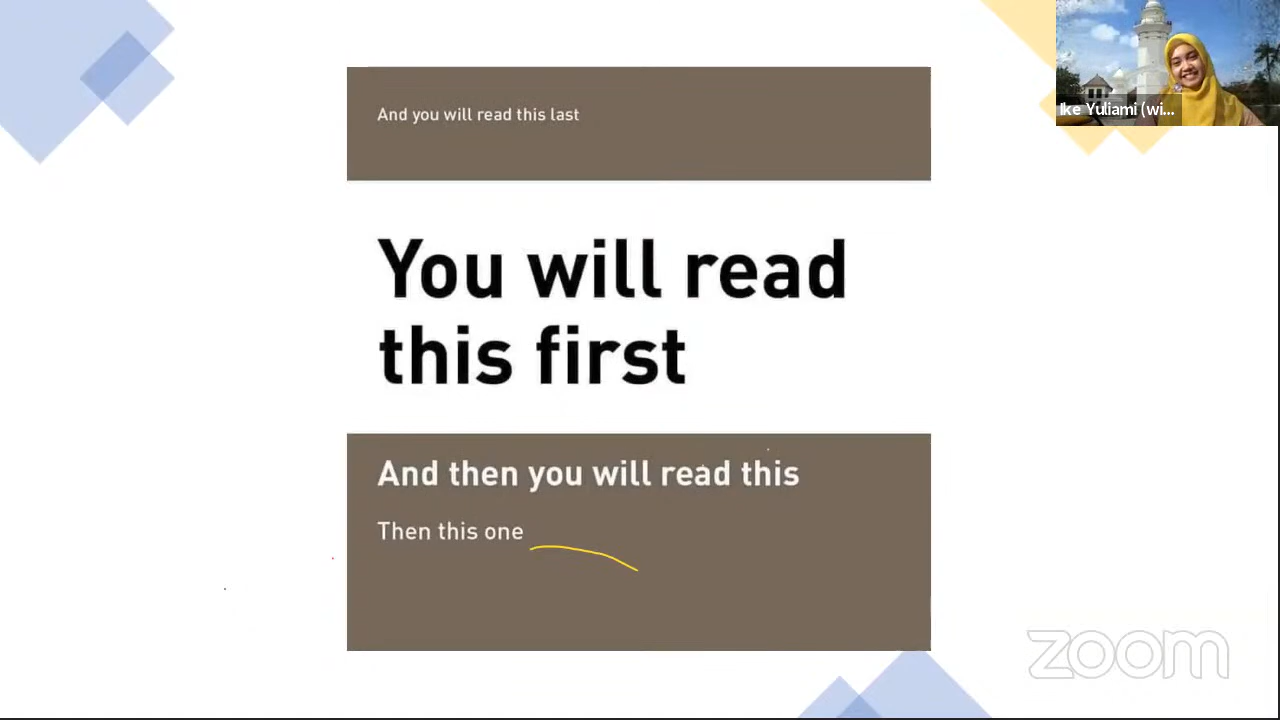 And you will read this last
You will read
this first
And then you will read this
Then this one
Ike Yuliami (wi...
zoom